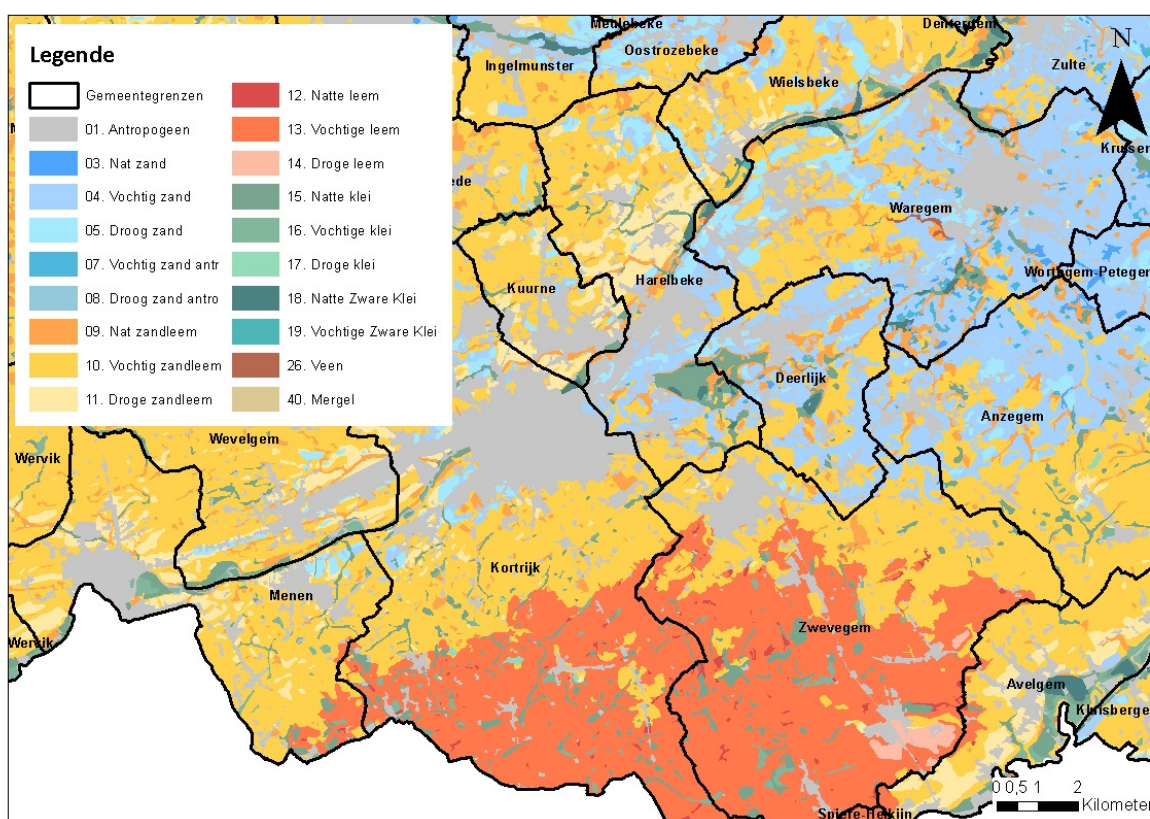 Legende
Gemeentegrenzen
01. Antropogeen
03. Nat zand
04. Vochtig zand
05. Droog zand
07. Vochtig zand antr
08. Droog zand antro
09. Nat zandleem
10. Vochtig zandleem
11. Droge zandleem
12. Natte leem
13. Vochtige leem
14. Droge leem
15. Natte klei
16. Vochtige klei
17. Droge klei
18. Natte Zware Klei
19. Vochtige Zware Klei
26. Veen
40. Mergel
Meulebeke
Dentergem
Oostrozebeke
N
Ingelmunster
Zulte
Wielsbeke
Kruisem
ede
Waregem
Wortegem-Petegem
Harelbeke
Kuurne
Deerlijk
Anzegem
Wevelgem
Wervik
Kortrijk
Menen
Zwevegem
Wervik
Avelgem
Kluisberge
0 0,5 1 2
Kilometer
Spiere-Helkijn